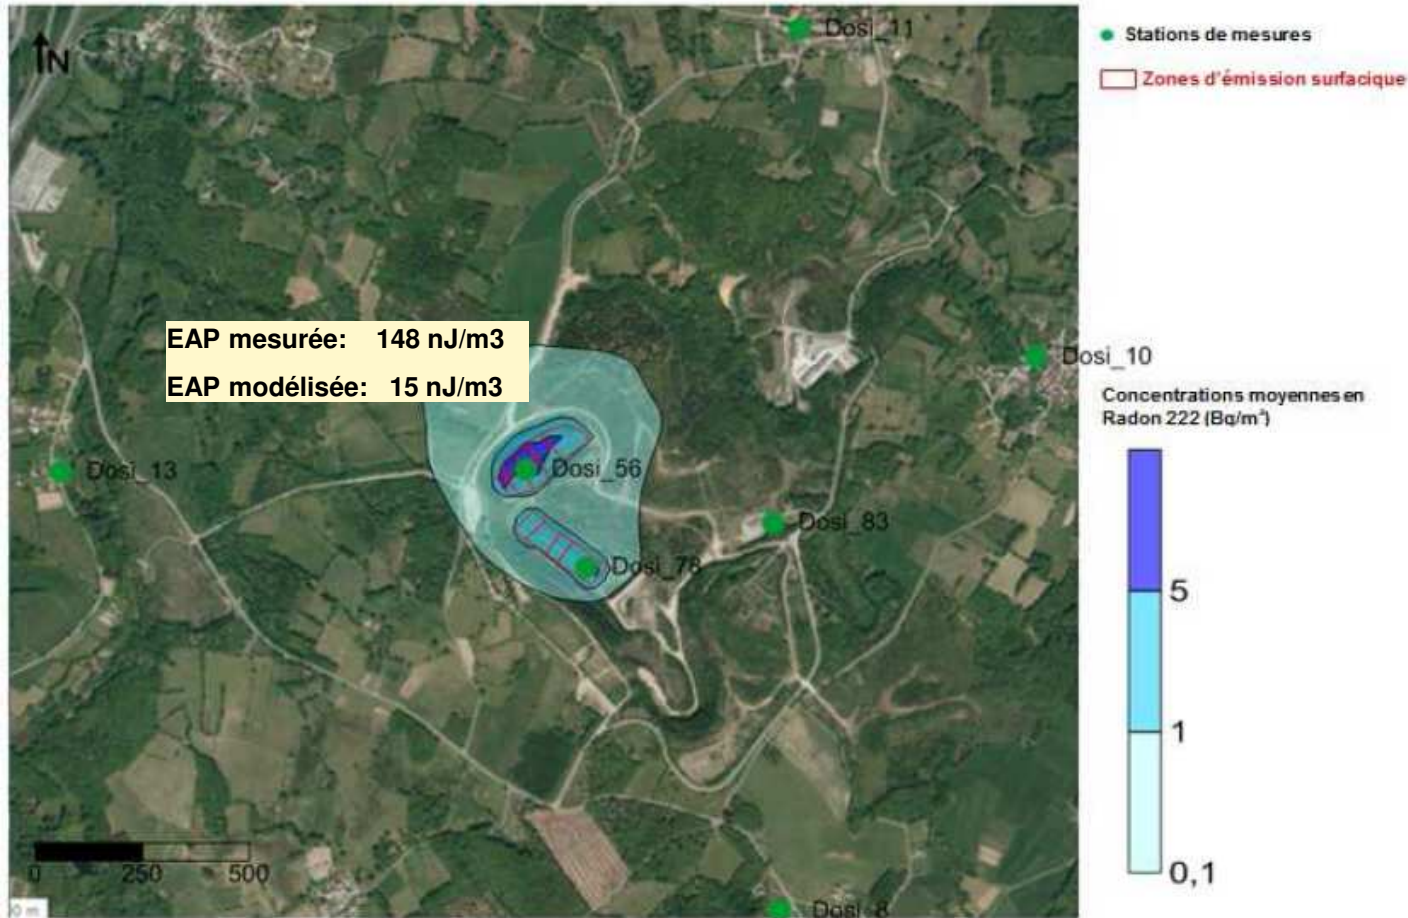 N
Dosi_11
Stations de mesures
Zones d'émission surfacique
EAP mesurée: 148 nJ/m3
EAP modélisée: 15 nJ/m3
Dosi_10
Concentrations moyennes en
Radon 222 (Bq/m³)
Dosi_13
Dosi_56
Dosi_83
Dosi_78
5
1
0,1
0 250 500
0 m
Dosi_8